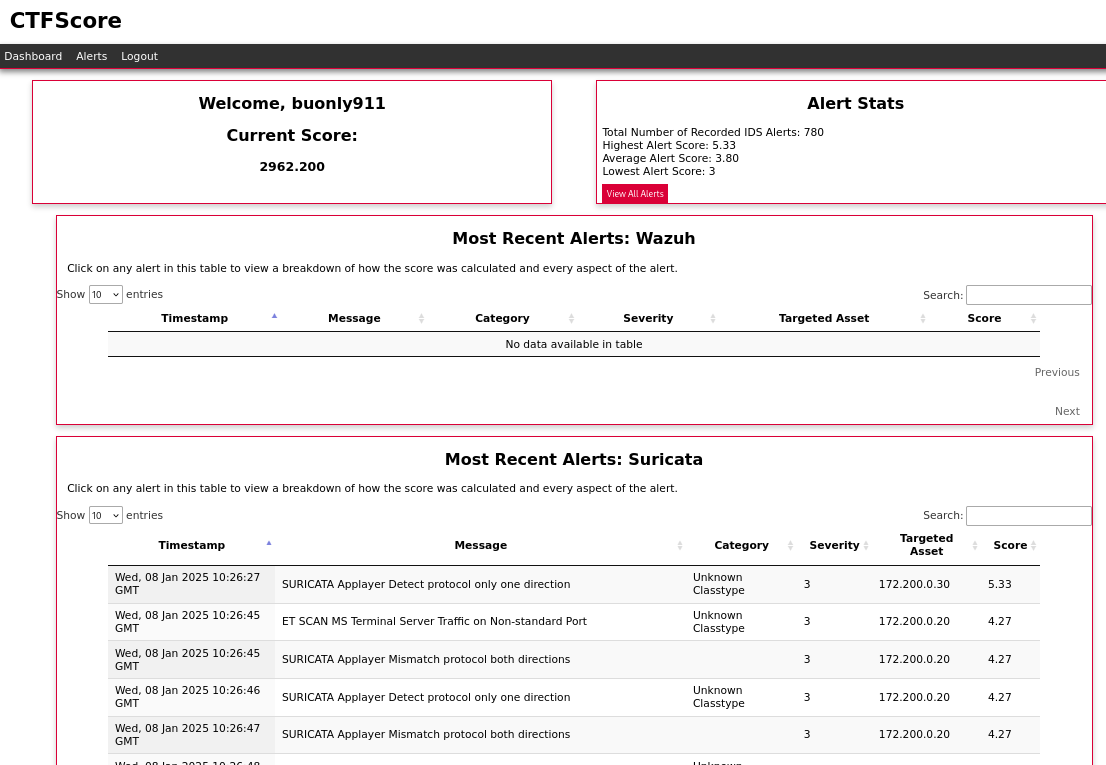 CTFScore
Dashboard Alerts Logout
Welcome, buonly911
Current Score:
2962.200
Alert Stats
Total Number of Recorded IDS Alerts: 780
Highest Alert Score: 5.33
Average Alert Score: 3.80
Lowest Alert Score: 3
View All Alerts
Most Recent Alerts: Wazuh
Click on any alert in this table to view a breakdown of how the score was calculated and every aspect of the alert.
Show 10 entries Search:
Timestamp Message Category Severity Targeted Asset Score
No data available in table
Previous
Next
Most Recent Alerts: Suricata
Click on any alert in this table to view a breakdown of how the score was calculated and every aspect of the alert.
Show 10 entries Search:
Timestamp Message Category Severity Targeted Asset Score
Wed, 08 Jan 2025 10:26:27 GMT SURICATA Applayer Detect protocol only one direction Unknown Classtype 3 172.200.0.30 5.33
Wed, 08 Jan 2025 10:26:45 GMT ET SCAN MS Terminal Server Traffic on Non-standard Port Unknown Classtype 3 172.200.0.20 4.27
Wed, 08 Jan 2025 10:26:45 GMT SURICATA Applayer Mismatch protocol both directions 3 172.200.0.20 4.27
Wed, 08 Jan 2025 10:26:46 GMT SURICATA Applayer Detect protocol only one direction Unknown Classtype 3 172.200.0.20 4.27
Wed, 08 Jan 2025 10:26:47 GMT SURICATA Applayer Mismatch protocol both directions 3 172.200.0.20 4.27